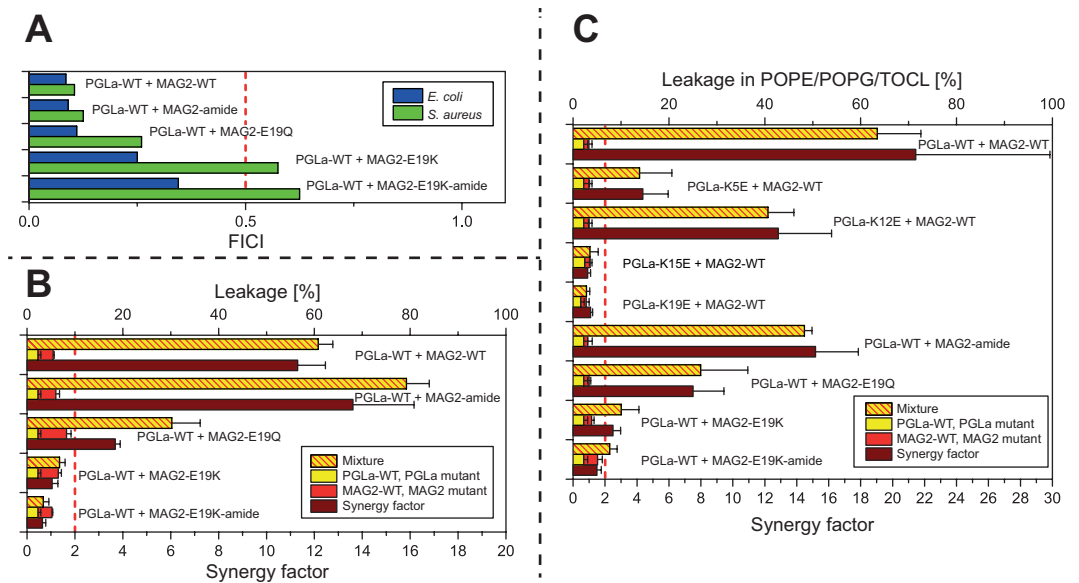 A
PGLa-WT + MAG2-WT
PGLa-WT + MAG2-amide
PGLa-WT + MAG2-E19Q
PGLa-WT + MAG2-E19K
PGLa-WT + MAG2-E19K-amide
E. coli
S. aureus
0.0 0.5 1.0
FICI
B
Leakage [%]
0 20 40 60 80 100
PGLa-WT + MAG2-WT
PGLa-WT + MAG2-amide
PGLa-WT + MAG2-E19Q
PGLa-WT + MAG2-E19K
PGLa-WT + MAG2-E19K-amide
Mixture
PGLa-WT, PGLa mutant
MAG2-WT, MAG2 mutant
Synergy factor
0 2 4 6 8 10 12 14 16 18 20
Synergy factor
C
Leakage in POPE/POPG/TOCL [%]
0 20 40 60 80 100
PGLa-WT + MAG2-WT
PGLa-K5E + MAG2-WT
PGLa-K12E + MAG2-WT
PGLa-K15E + MAG2-WT
PGLa-K19E + MAG2-WT
PGLa-WT + MAG2-amide
PGLa-WT + MAG2-E19Q
PGLa-WT + MAG2-E19K
PGLa-WT + MAG2-E19K-amide
Mixture
PGLa-WT, PGLa mutant
MAG2-WT, MAG2 mutant
Synergy factor
0 2 4 6 8 10 12 14 16 18 20 22 24 26 28 30
Synergy factor